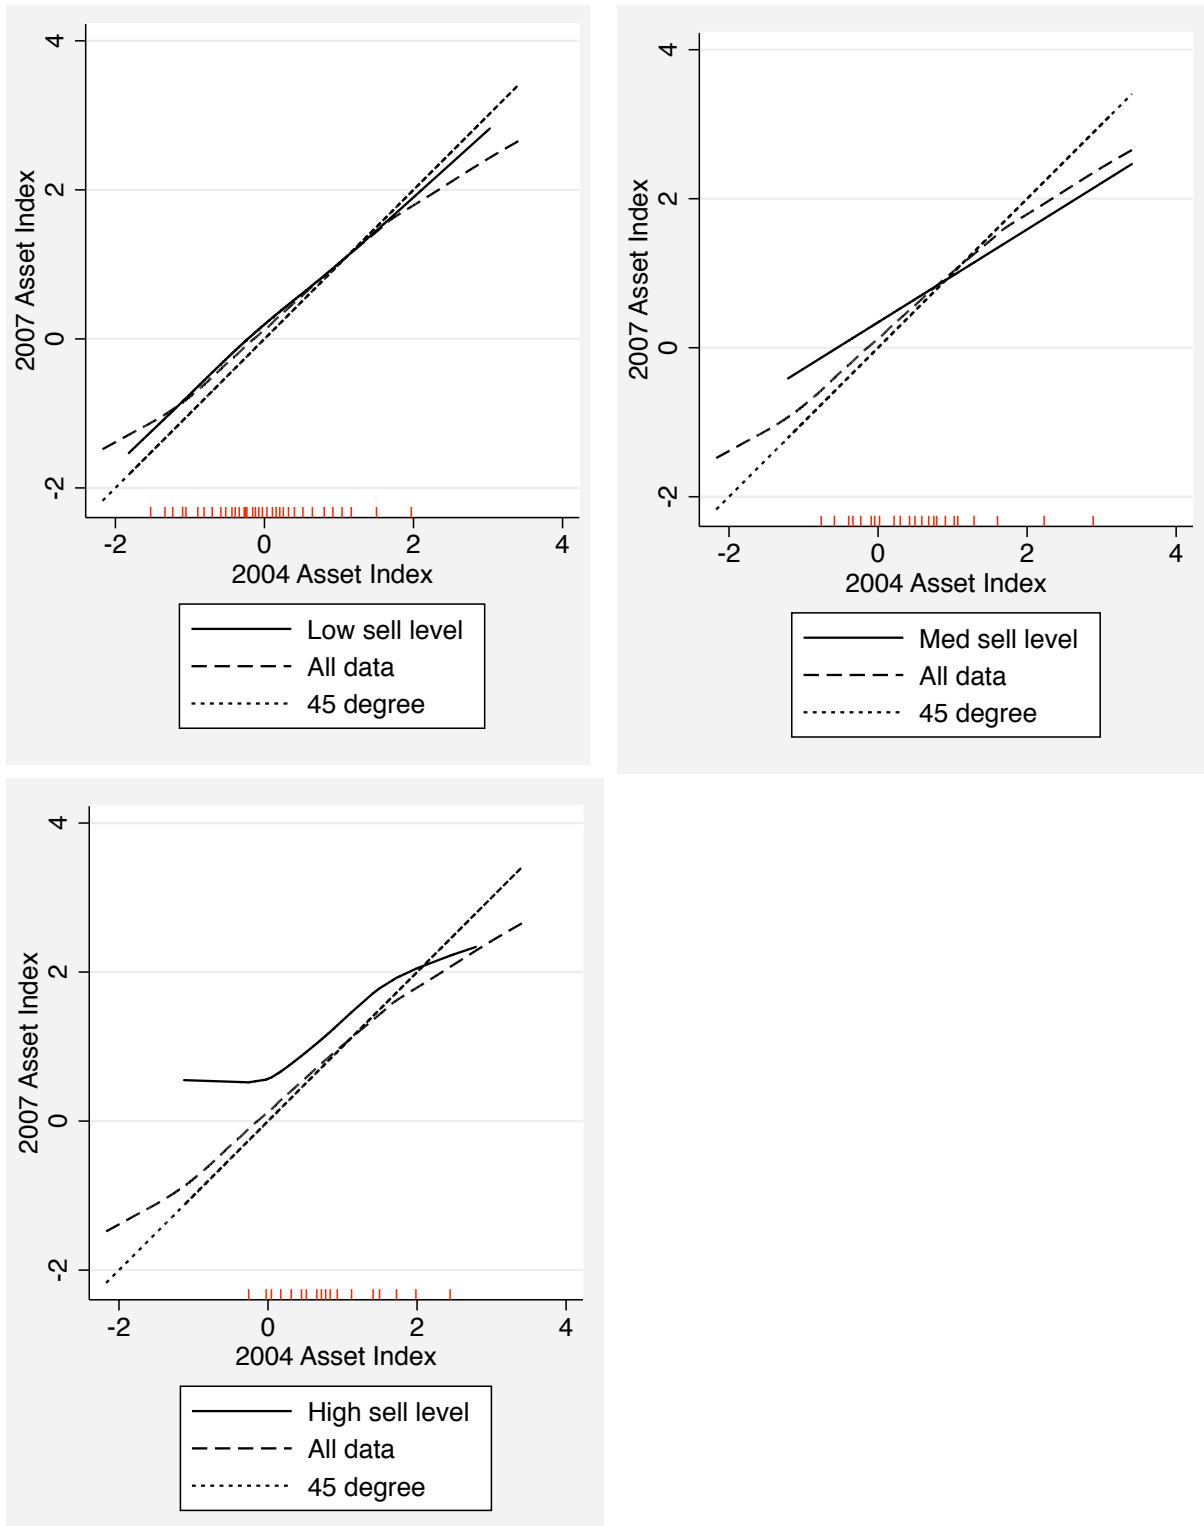 4
2
0
-2
2007 Asset Index
-2 0 2 4
2004 Asset Index
Low sell level
All data
45 degree
4
2
0
-2
2007 Asset Index
-2 0 2 4
2004 Asset Index
Med sell level
All data
45 degree
4
2
0
-2
2007 Asset Index
-2 0 2 4
2004 Asset Index
High sell level
All data
45 degree